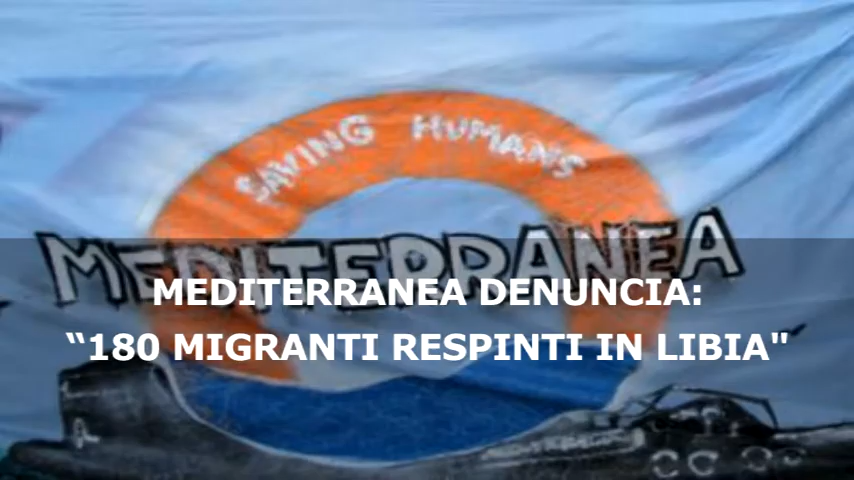 SAVING HUMANS
MEDITERRANEA
MEDITERRANEA DENUNCIA:
“180 MIGRANTI RESPINTI IN LIBIA"